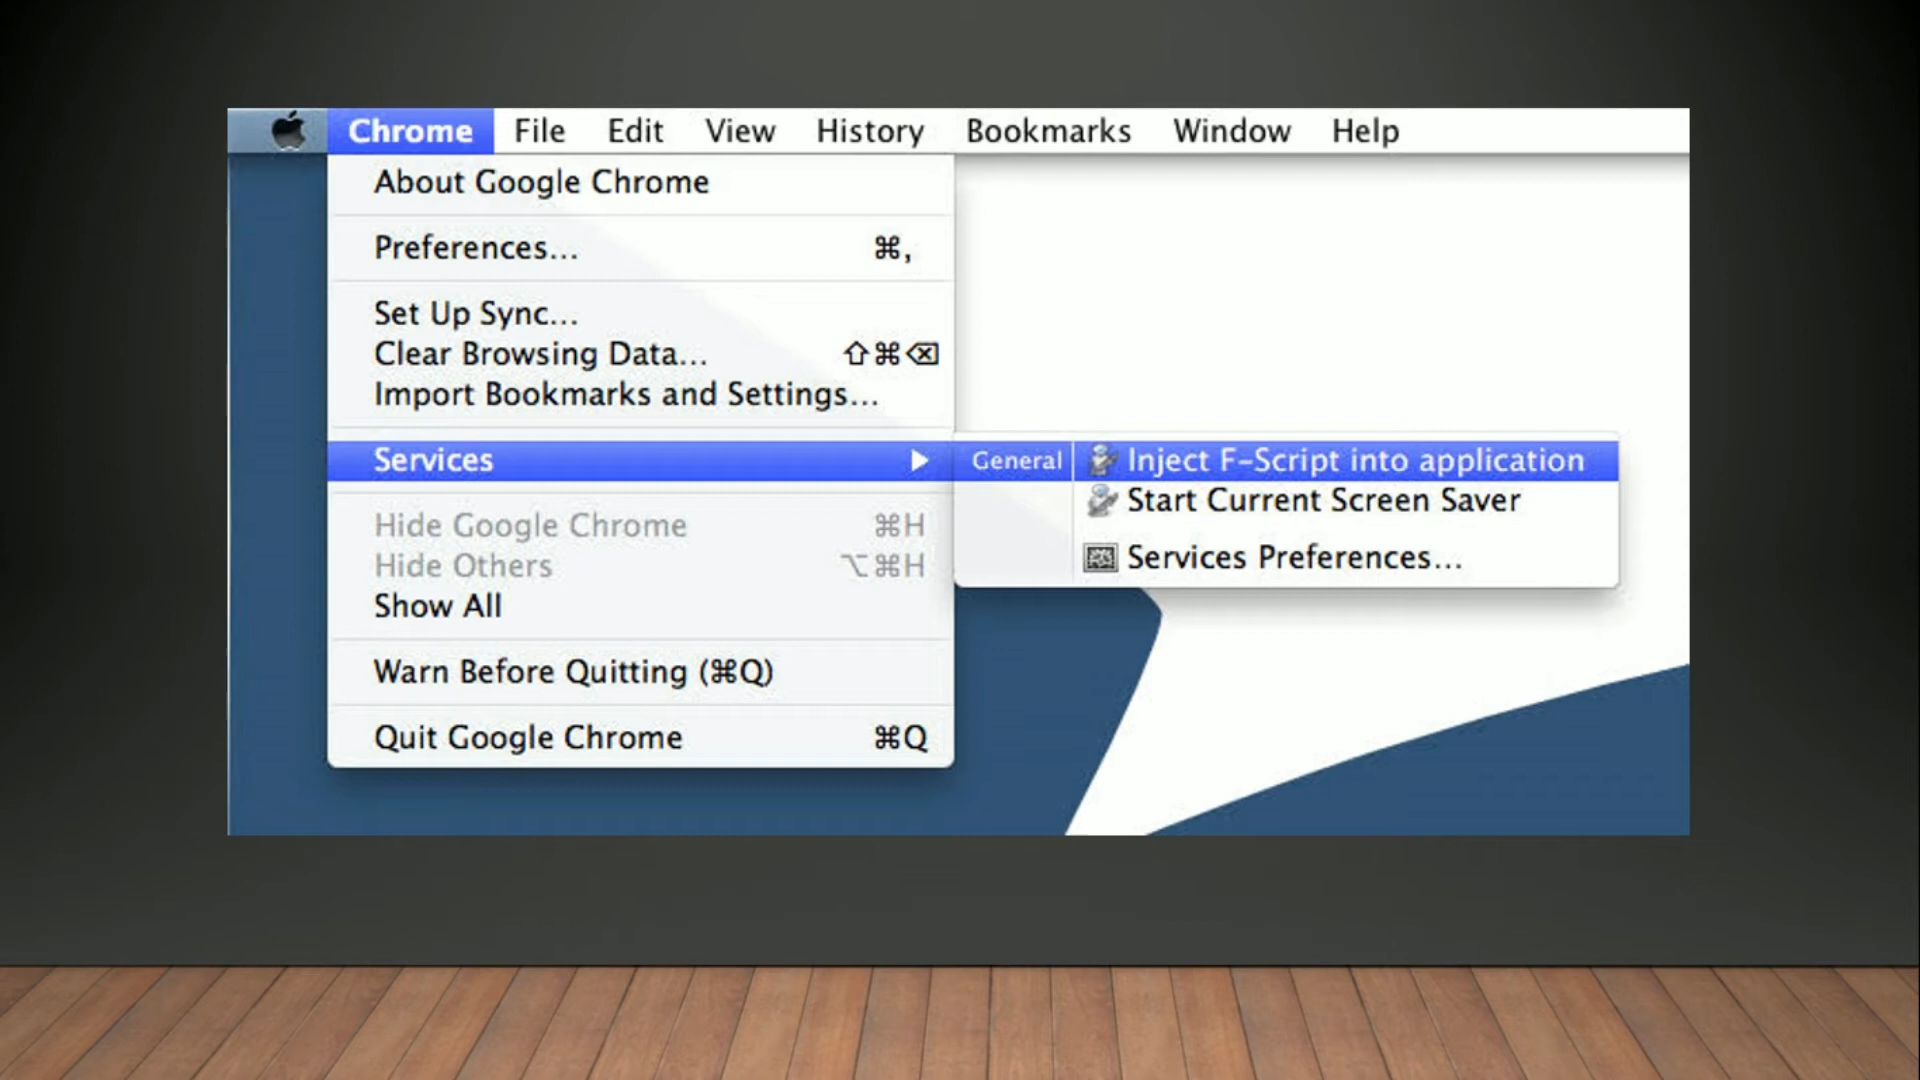 Chrome File Edit View History Bookmarks Window Help
About Google Chrome
Preferences... ⌘,
Set Up Sync...
Clear Browsing Data... ⇧⌘⌫
Import Bookmarks and Settings...
Services ▶ General Inject F-Script into application
Start Current Screen Saver
Services Preferences...
Hide Google Chrome ⌘H
Hide Others ⌥⌘H
Show All
Warn Before Quitting (⌘Q)
Quit Google Chrome ⌘Q